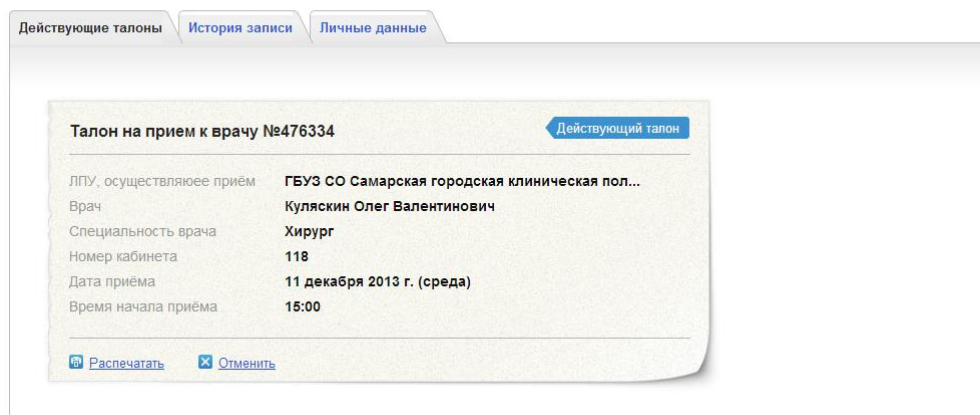 Действующие талоны История записи Личные данные
Талон на прием к врачу №476334 Действующий талон
ЛПУ, осуществляюее приём ГБУЗ СО Самарская городская клиническая пол...
Врач Куляскин Олег Валентинович
Специальность врача Хирург
Номер кабинета 118
Дата приёма 11 декабря 2013 г. (среда)
Время начала приёма 15:00
Распечатать Отменить